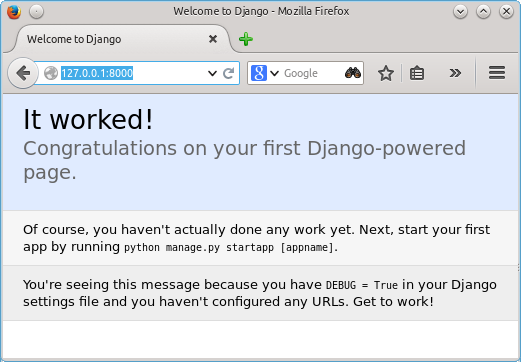 Welcome to Django - Mozilla Firefox
Welcome to Django
127.0.0.1:8000
Google
It worked!
Congratulations on your first Django-powered
page.
Of course, you haven't actually done any work yet. Next, start your first
app by running python manage.py startapp [appname].
You're seeing this message because you have DEBUG = True in your Django
settings file and you haven't configured any URLs. Get to work!